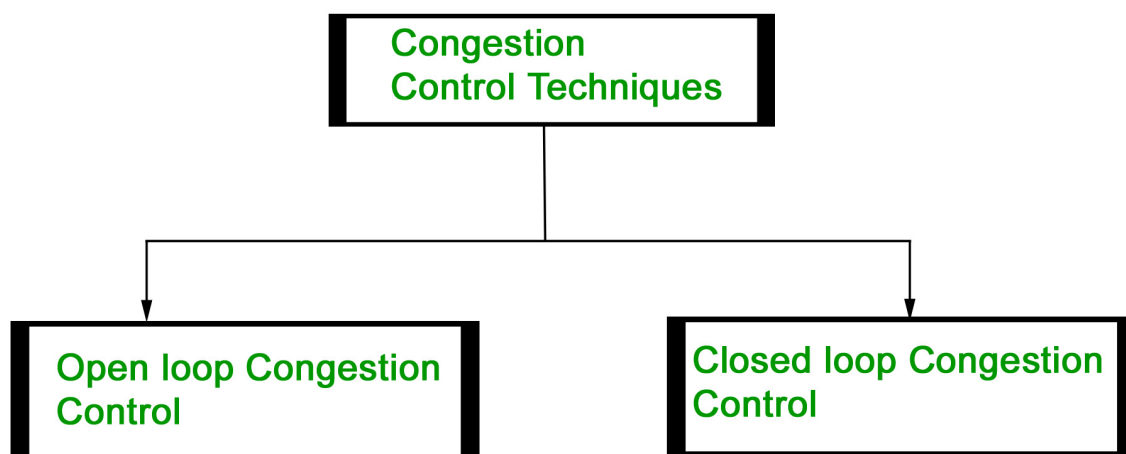 Congestion
Control Techniques
Open loop Congestion
Control
Closed loop Congestion
Control